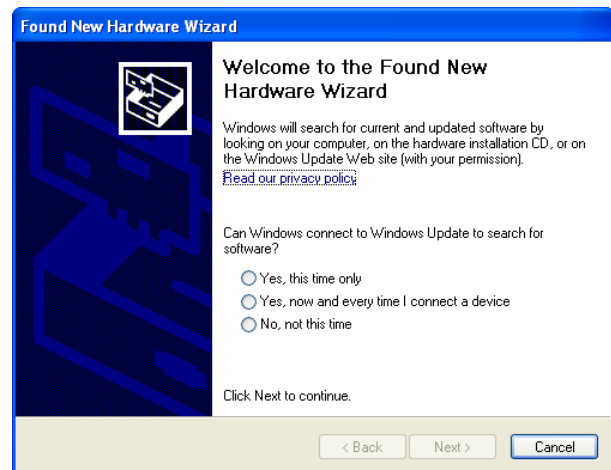 Found New Hardware Wizard
Welcome to the Found New
Hardware Wizard
Windows will search for current and updated software by
looking on your computer, on the hardware installation CD, or on
the Windows Update Web site (with your permission).
Read our privacy policy
Can Windows connect to Windows Update to search for
software?
Yes, this time only
Yes, now and every time I connect a device
No, not this time
Click Next to continue.
< Back Next > Cancel